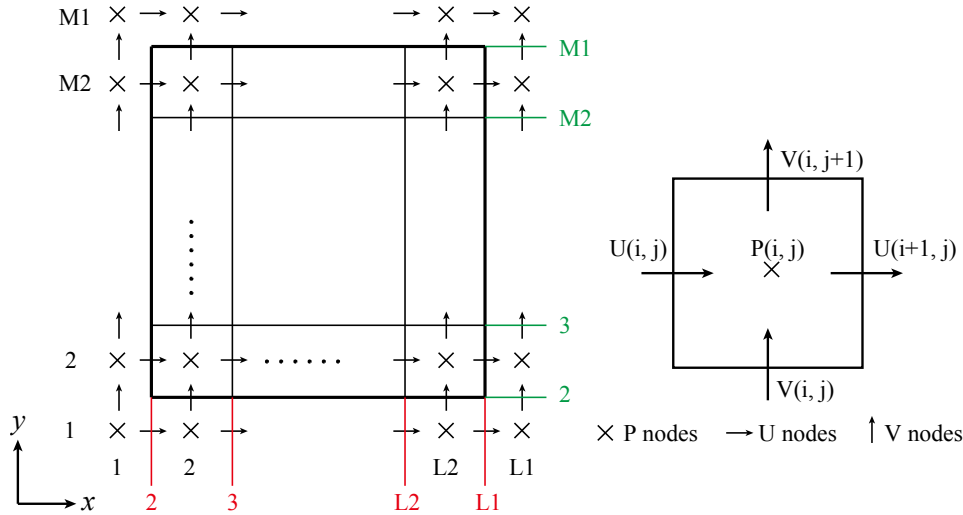 M1
M1
V(i, j+1)
M2
M2
U(i, j)
P(i, j)
U(i+1, j)
3
2
2
V(i, j)
y
1
P nodes
U nodes
V nodes
1
2
L2
L1
x
2
3
L2
L1